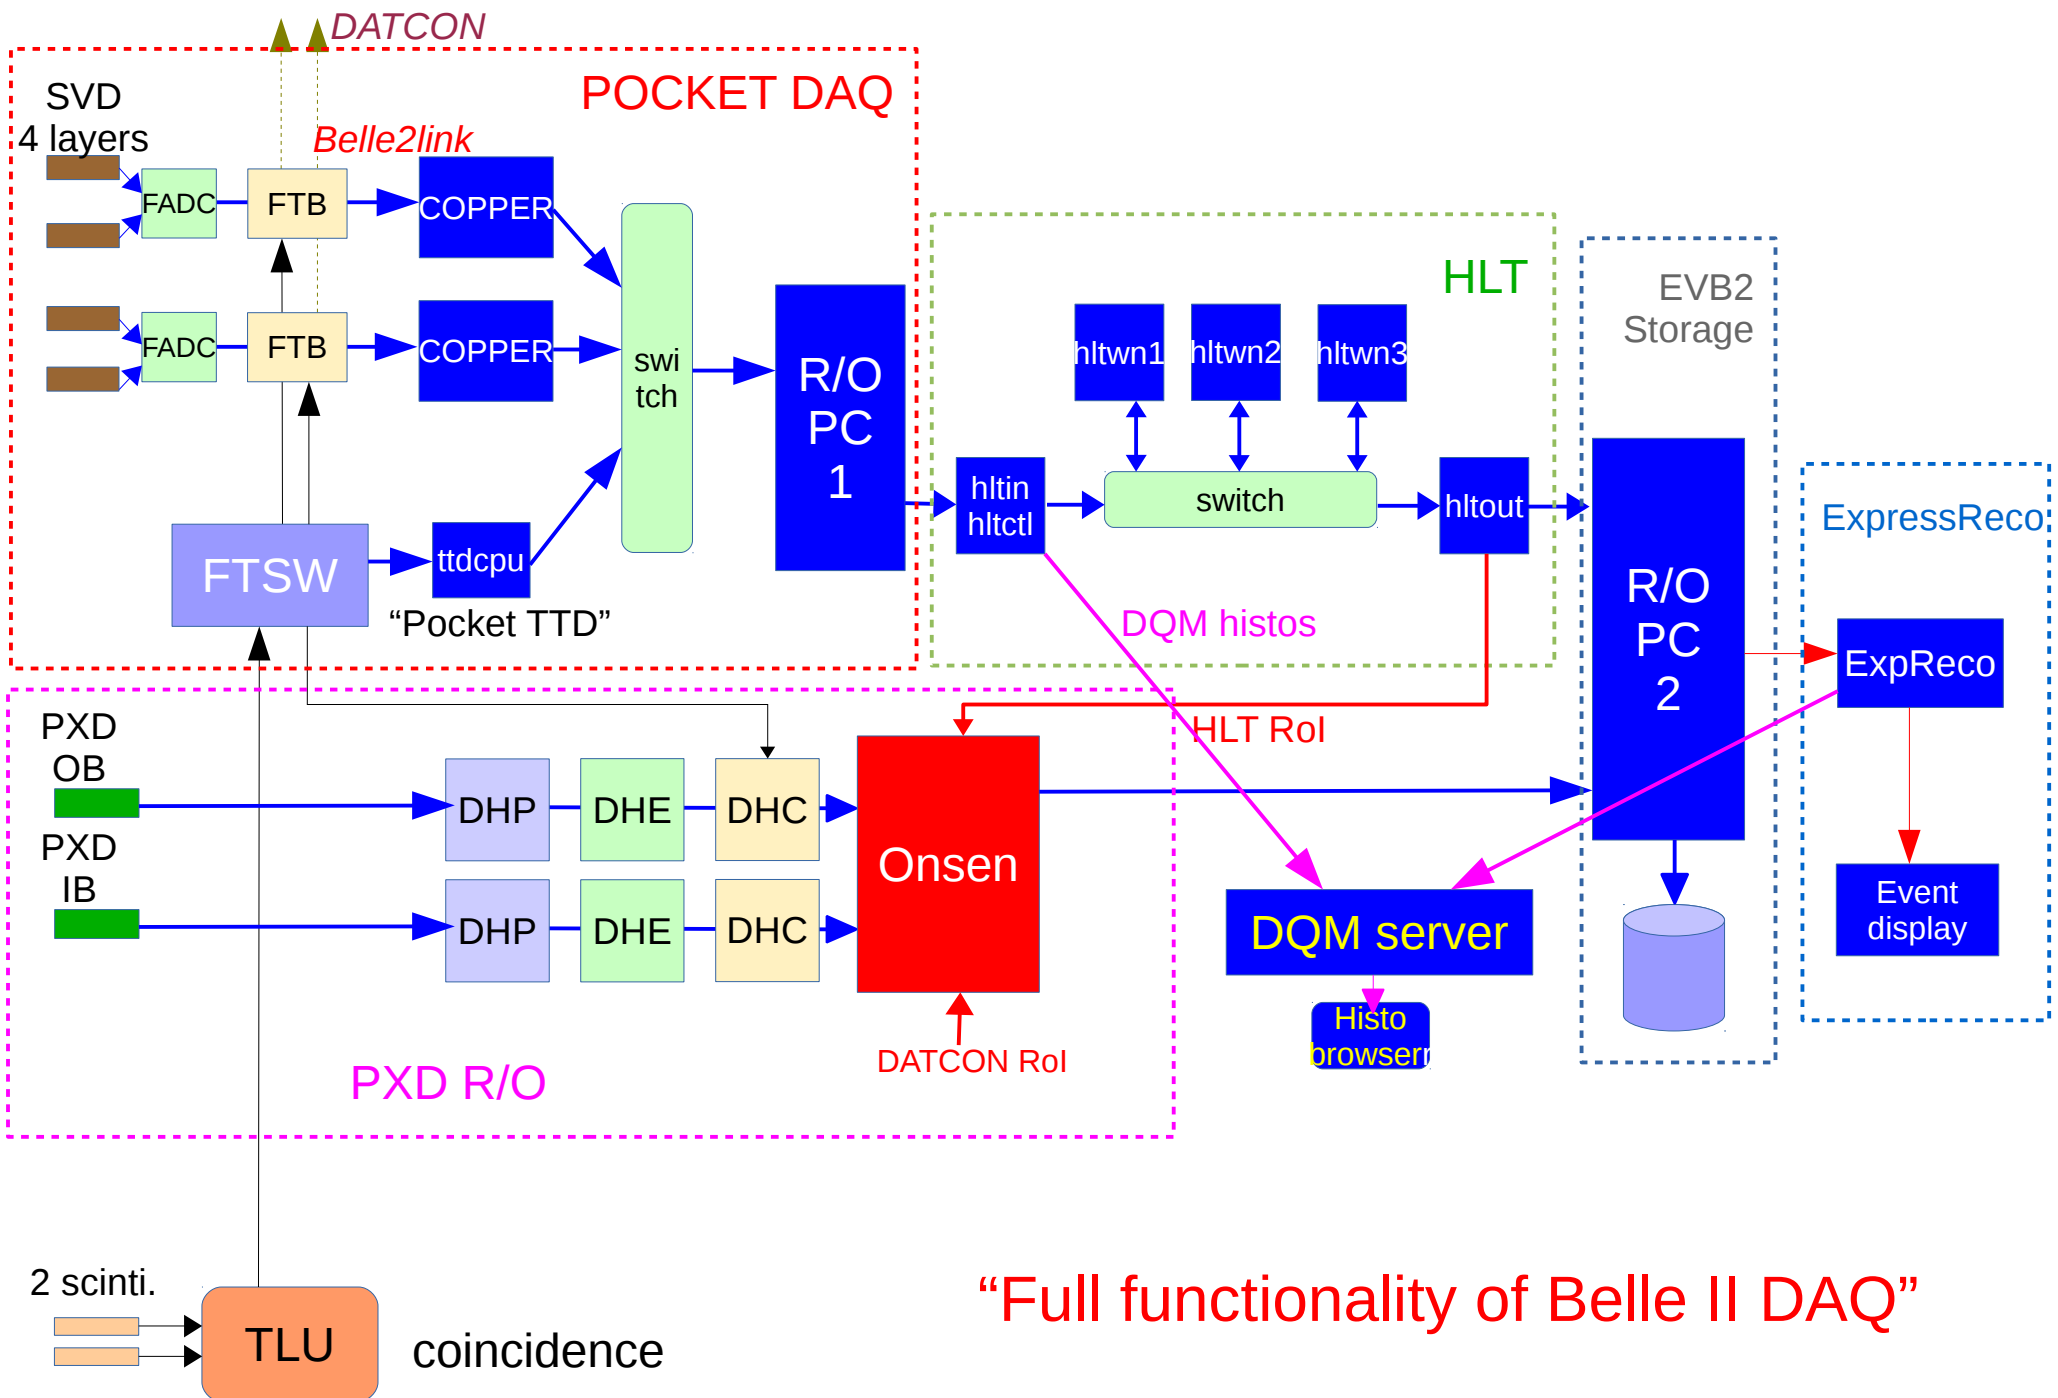 DATCON
POCKET DAQ
SVD
4 layers
Belle2link
FADC
FTB
COPPER
FADC
FTB
COPPER
swi
tch
R/O
PC
1
FTSW
ttdcpu
“Pocket TTD”
HLT
hltwn1
hltwn2
hltwn3
hltin
hltctl
switch
hltout
DQM histos
EVB2
Storage
R/O
PC
2
ExpressReco
ExpReco
Event
display
HLT RoI
PXD
OB
DHP
DHE
DHC
PXD
IB
DHP
DHE
DHC
Onsen
DATCON RoI
PXD R/O
DQM server
Histo
browserr
2 scinti.
TLU
coincidence
“Full functionality of Belle II DAQ”